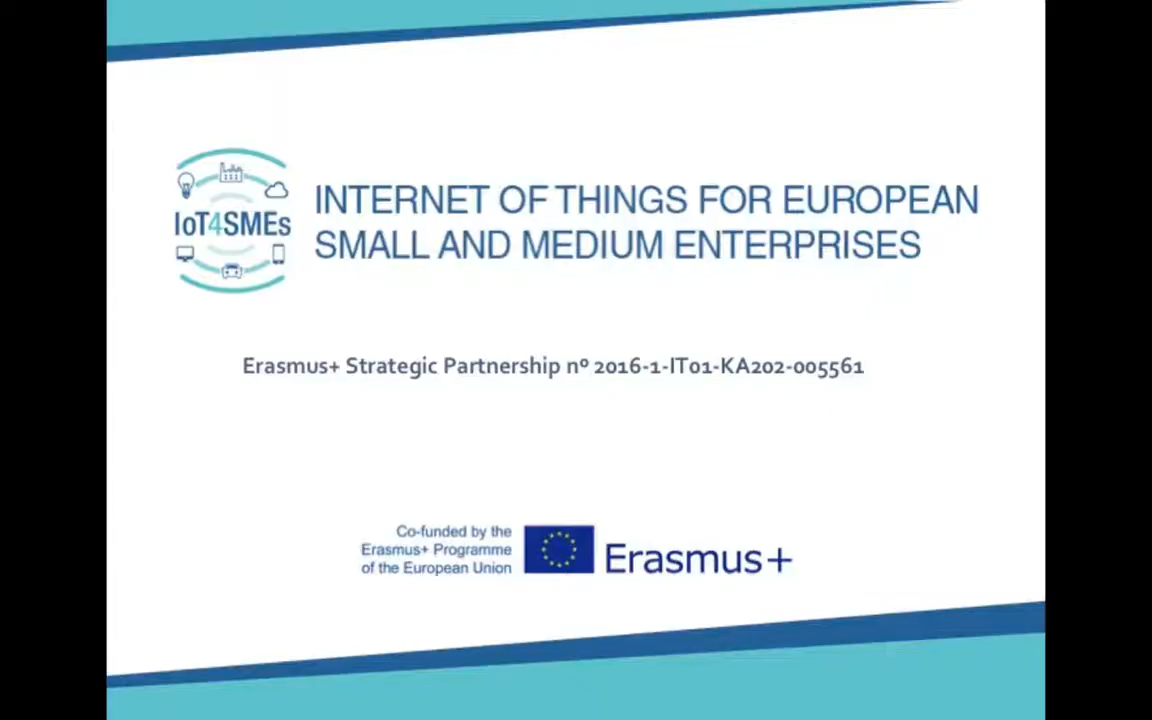 IoT4SMEs
INTERNET OF THINGS FOR EUROPEAN
SMALL AND MEDIUM ENTERPRISES
Erasmus+ Strategic Partnership nº 2016-1-IT01-KA202-005561
Co-funded by the
Erasmus+ Programme
of the European Union
Erasmus+